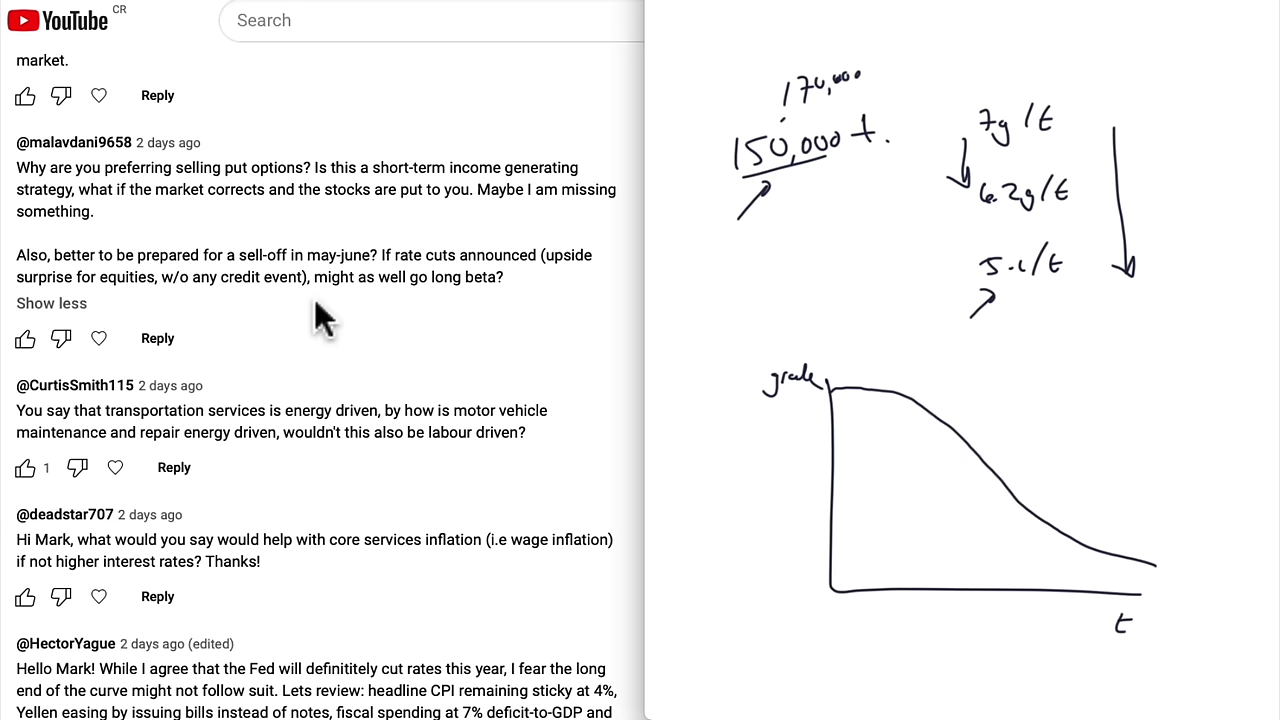 YouTube CR
Search
market.
Reply
@malavdani9658 2 days ago
Why are you preferring selling put options? Is this a short-term income generating
strategy, what if the market corrects and the stocks are put to you. Maybe I am missing
something.
Also, better to be prepared for a sell-off in may-june? If rate cuts announced (upside
surprise for equities, w/o any credit event), might as well go long beta?
Show less
Reply
@CurtisSmith115 2 days ago
You say that transportation services is energy driven, by how is motor vehicle
maintenance and repair energy driven, wouldn't this also be labour driven?
1 Reply
@deadstar707 2 days ago
Hi Mark, what would you say would help with core services inflation (i.e wage inflation)
if not higher interest rates? Thanks!
Reply
@HectorYague 2 days ago (edited)
Hello Mark! While I agree that the Fed will definititely cut rates this year, I fear the long
end of the curve might not follow suit. Lets review: headline CPI remaining sticky at 4%,
Yellen easing by issuing bills instead of notes, fiscal spending at 7% deficit-to-GDP and
170,000
150,000 t.
7g/t
6.2g/t
grade
t